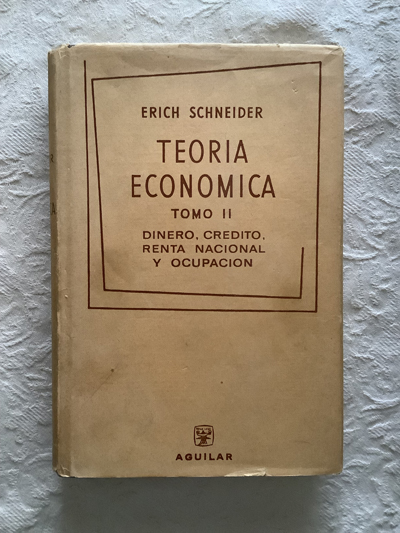 ERICH SCHNEIDER
TEORIA
ECONOMICA
TOMO II
DINERO, CREDITO,
RENTA NACIONAL
Y OCUPACION
AGUILAR